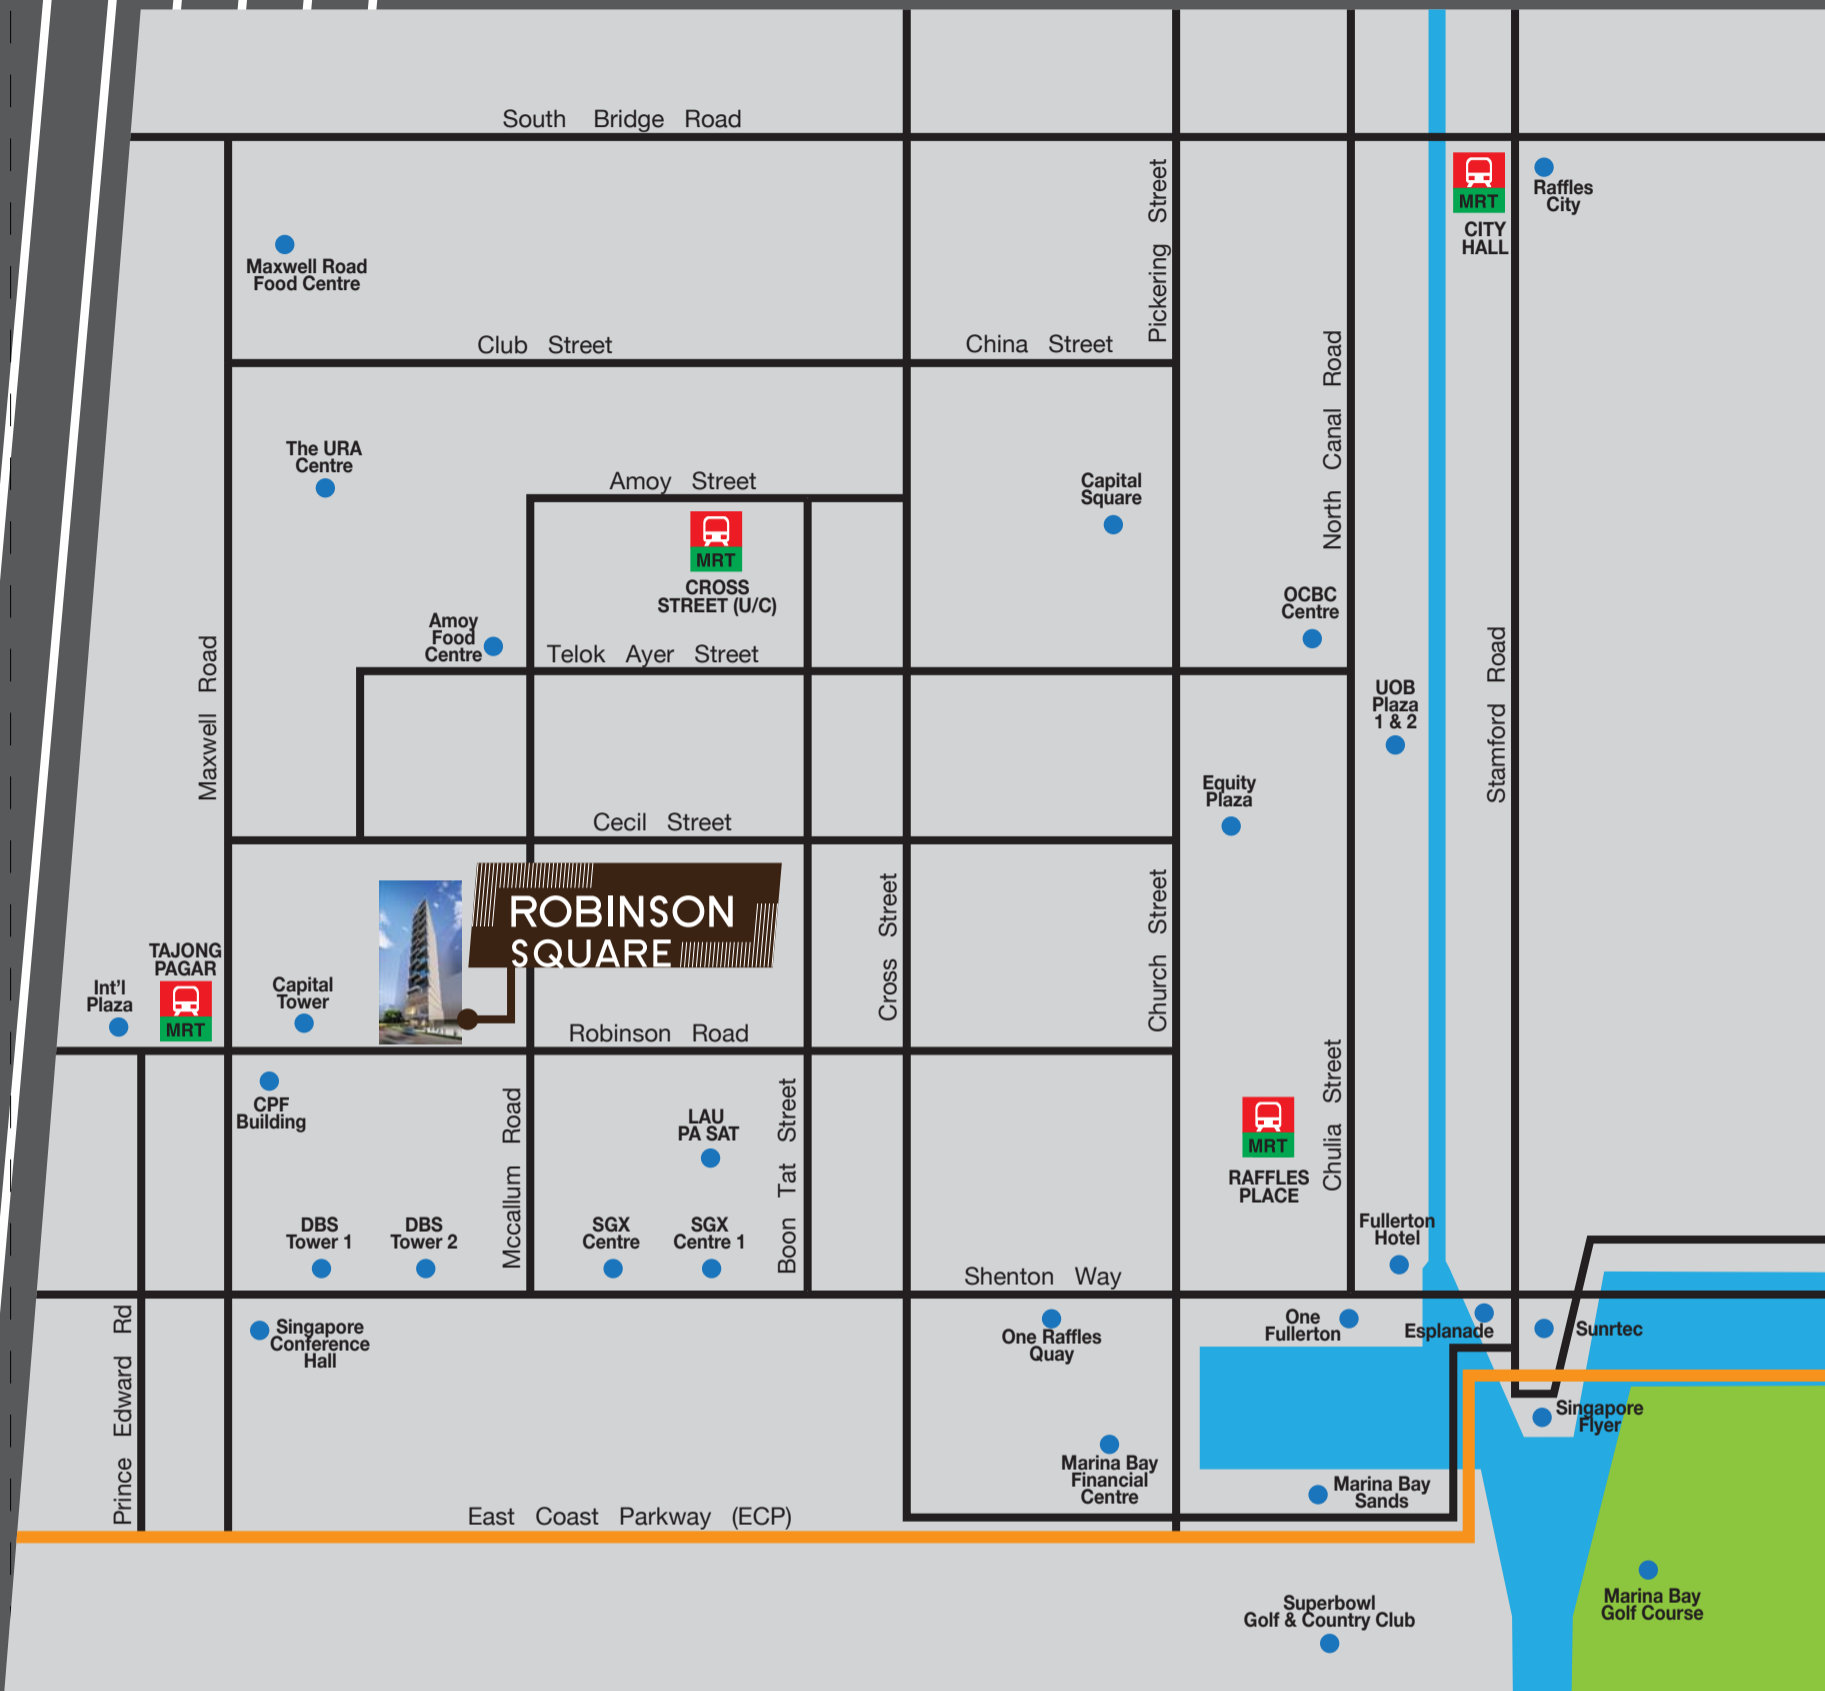 South Bridge Road
Pickering Street
MRT
CITY
HALL
Raffles
City
Maxwell Road
Food Centre
Club Street
China Street
North Canal Road
The URA
Centre
Amoy Street
MRT
CROSS
STREET (U/C)
Capital
Square
OCBC
Centre
Amoy
Food
Centre
Telok Ayer Street
Maxwell Road
UOB
Plaza
1 & 2
Stamford Road
Equity
Plaza
Cecil Street
ROBINSON
SQUARE
Cross Street
Church Street
TAJONG
PAGAR
MRT
Int'l
Plaza
Capital
Tower
Robinson Road
CPF
Building
Mccallum Road
LAU
PA SAT
Boon Tat Street
MRT
RAFFLES
PLACE
Chulia Street
DBS
Tower 1
DBS
Tower 2
SGX
Centre
SGX
Centre 1
Fullerton
Hotel
Shenton Way
Prince Edward Rd
Singapore
Conference
Hall
One Raffles
Quay
One
Fullerton
Esplanade
Sunrtec
Singapore
Flyer
Marina Bay
Financial
Centre
Marina Bay
Sands
East Coast Parkway (ECP)
Superbowl
Golf & Country Club
Marina Bay
Golf Course